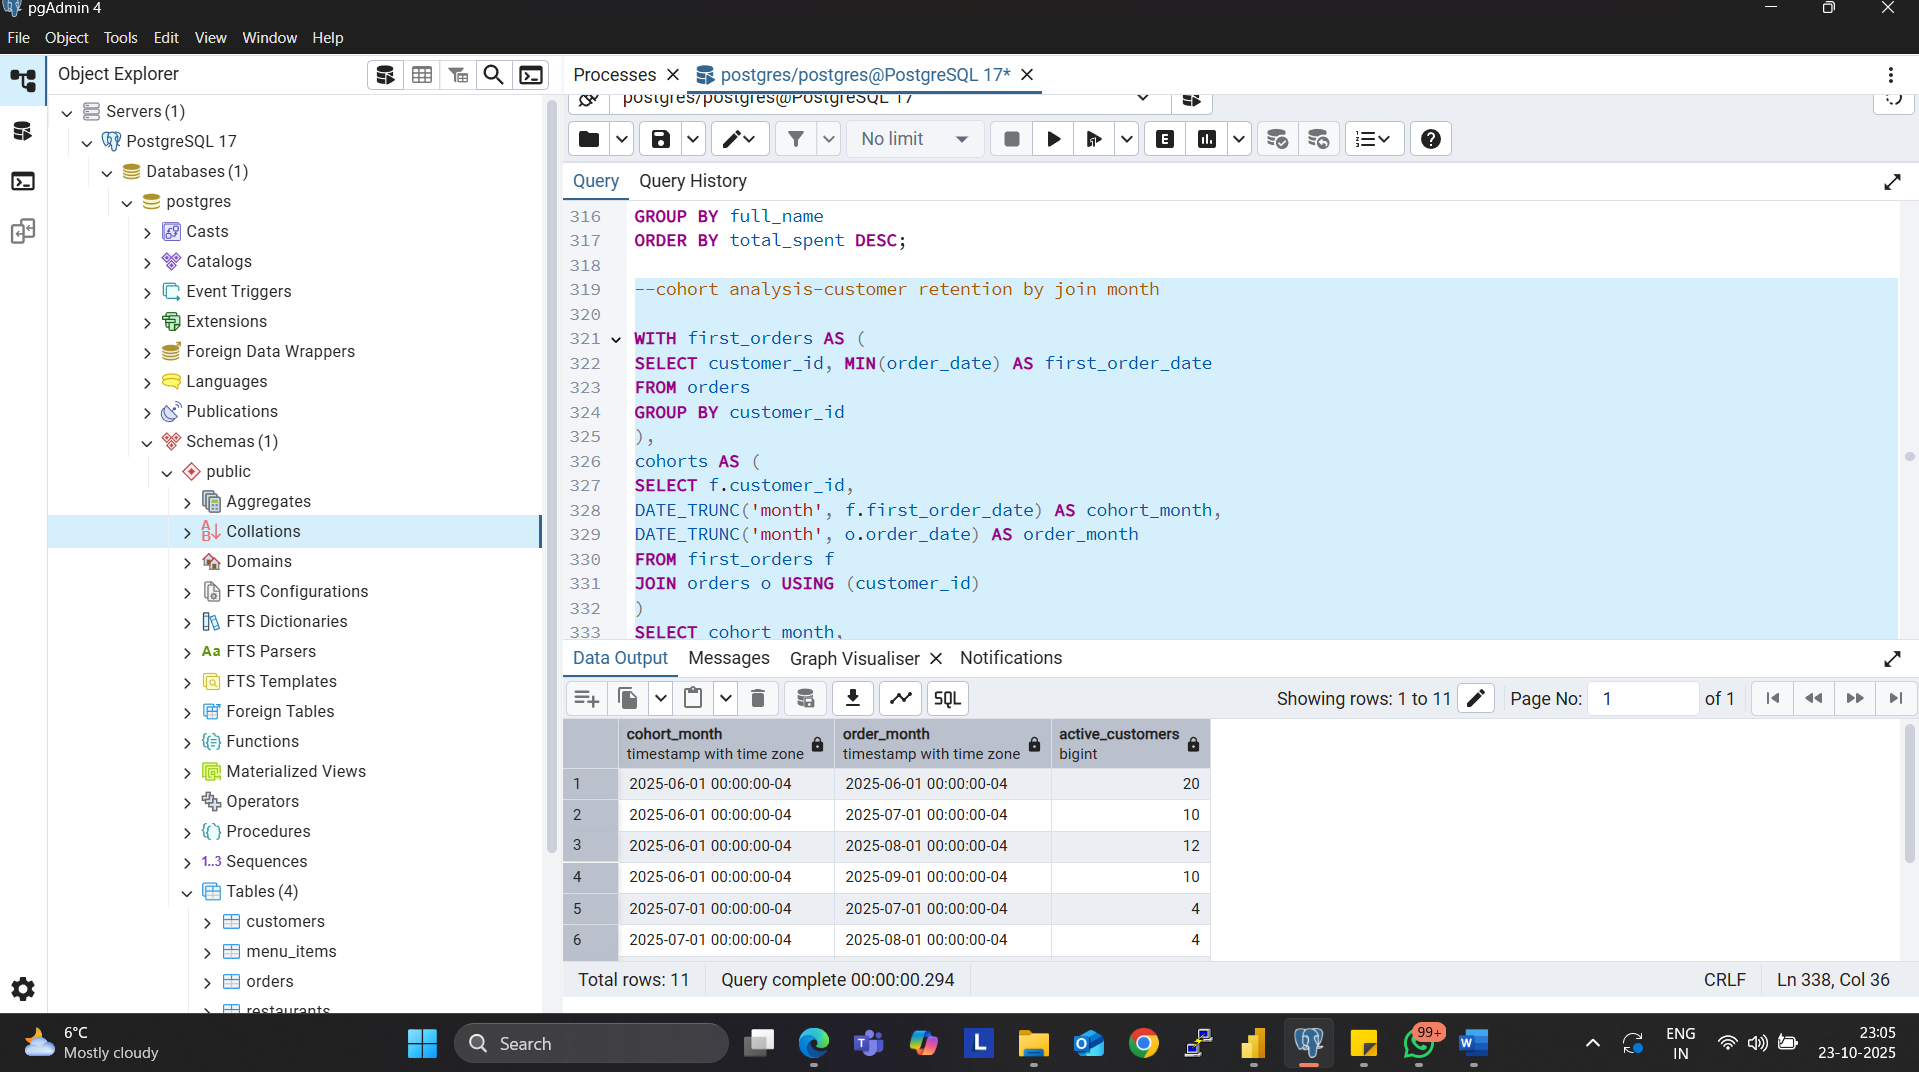 pgAdmin 4
File Object Tools Edit View Window Help
Object Explorer
Processes postgres/postgres@PostgreSQL 17*
Servers (1)
PostgreSQL 17
Databases (1)
postgres
Casts
Catalogs
Event Triggers
Extensions
Foreign Data Wrappers
Languages
Publications
Schemas (1)
public
Aggregates
Collations
Domains
FTS Configurations
FTS Dictionaries
FTS Parsers
FTS Templates
Foreign Tables
Functions
Materialized Views
Operators
Procedures
1..3 Sequences
Tables (4)
customers
menu_items
orders
restaurants
postgres/postgres@PostgreSQL 17
No limit
E
Query Query History
316 GROUP BY full_name
317 ORDER BY total_spent DESC;
318
319 --cohort analysis-customer retention by join month
320
321 WITH first_orders AS (
322 SELECT customer_id, MIN(order_date) AS first_order_date
323 FROM orders
324 GROUP BY customer_id
325 ),
326 cohorts AS (
327 SELECT f.customer_id,
328 DATE_TRUNC('month', f.first_order_date) AS cohort_month,
329 DATE_TRUNC('month', o.order_date) AS order_month
330 FROM first_orders f
331 JOIN orders o USING (customer_id)
332 )
333 SELECT cohort_month,
Data Output Messages Graph Visualiser Notifications
SQL Showing rows: 1 to 11 Page No: 1 of 1
cohort_month order_month active_customers
timestamp with time zone timestamp with time zone bigint
1 2025-06-01 00:00:00-04 2025-06-01 00:00:00-04 20
2 2025-06-01 00:00:00-04 2025-07-01 00:00:00-04 10
3 2025-06-01 00:00:00-04 2025-08-01 00:00:00-04 12
4 2025-06-01 00:00:00-04 2025-09-01 00:00:00-04 10
5 2025-07-01 00:00:00-04 2025-07-01 00:00:00-04 4
6 2025-07-01 00:00:00-04 2025-08-01 00:00:00-04 4
Total rows: 11 Query complete 00:00:00.294 CRLF Ln 338, Col 36
6°C
Mostly cloudy
Search
L
99+
ENG
IN
23:05
23-10-2025